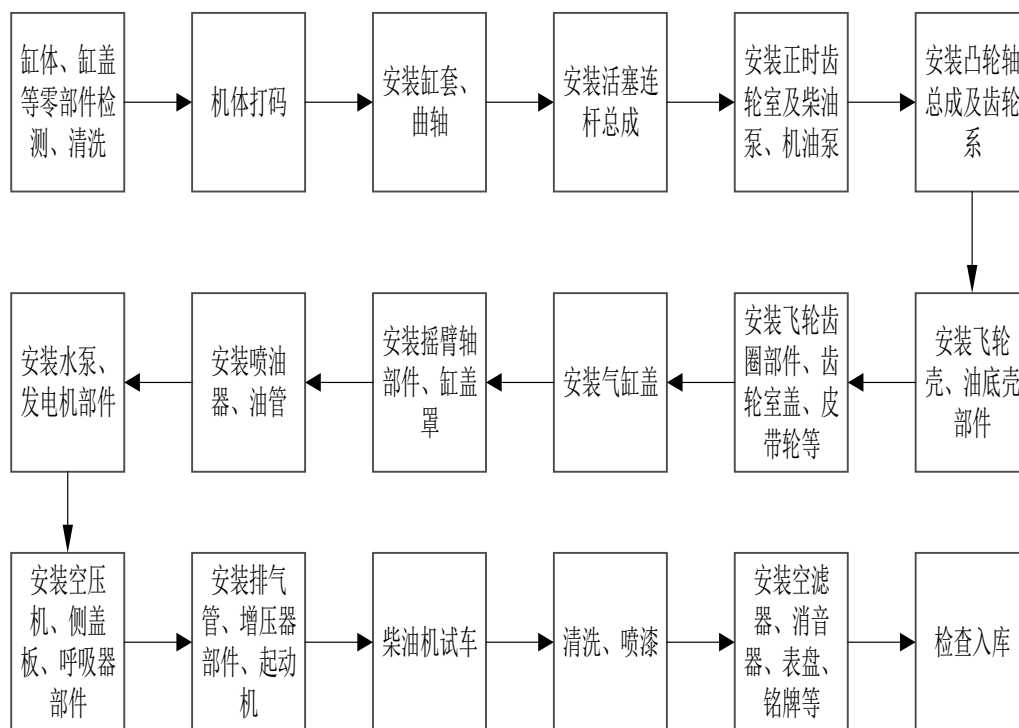 缸体、缸盖
等零部件检
测、清洗
机体打码
安装缸套、
曲轴
安装活塞连
杆总成
安装正时齿
轮室及柴油
泵、机油泵
安装凸轮轴
总成及齿轮
系
安装水泵、
发电机部件
安装喷油
器、油管
安装摇臂轴
部件、缸盖
罩
安装气缸盖
安装飞轮齿
圈部件、齿
轮室盖、皮
带轮等
安装飞轮
壳、油底壳
部件
安装空压
机、侧盖
板、呼吸器
部件
安装排气
管、增压器
部件、起动
机
柴油机试车
清洗、喷漆
安装空滤
器、消音
器、表盘、
铭牌等
检查入库